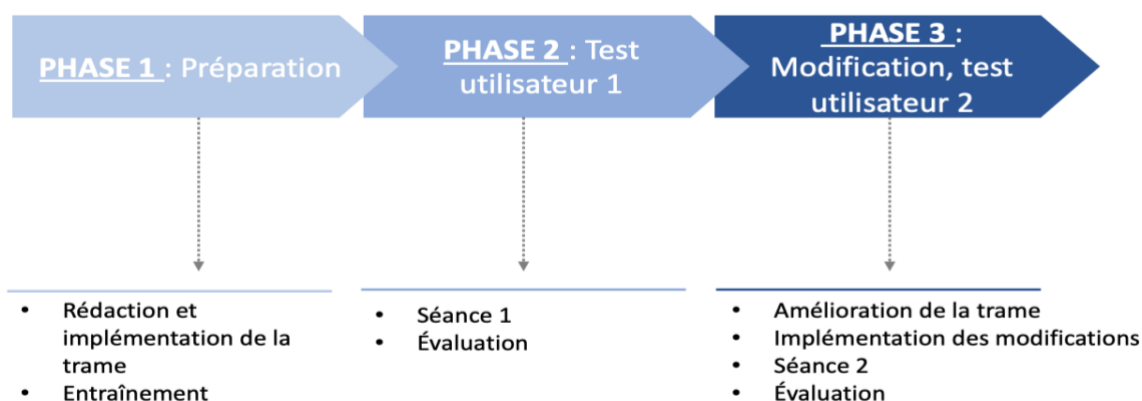 PHASE 1 : Préparation
PHASE 2 : Test
utilisateur 1
PHASE 3 :
Modification, test
utilisateur 2
• Rédaction et
implémentation de la
trame
• Entraînement
• Séance 1
• Évaluation
• Amélioration de la trame
• Implémentation des modifications
• Séance 2
• Évaluation